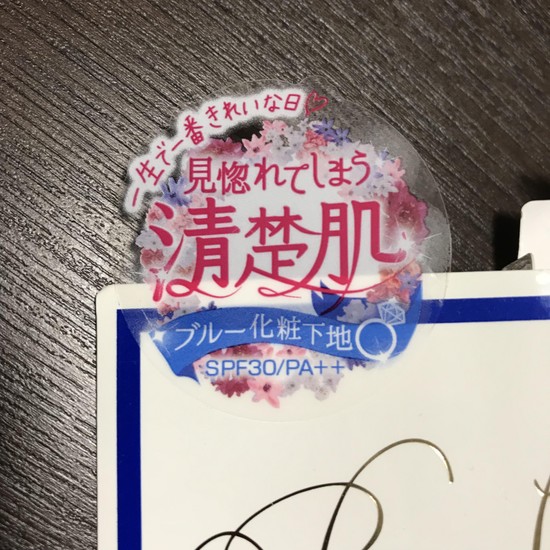 一生で一番きれいな日♡
見惚れてしまう
清楚肌
ブルー化粧下地
SPF30/PA++